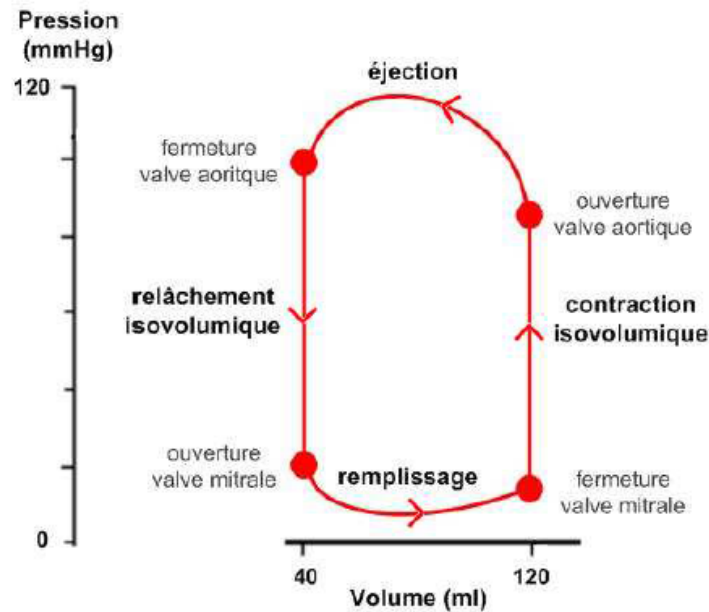 Pression
(mmHg)
120
éjection
fermeture
valve aoritque
ouverture
valve aortique
relâchement
isovolumique
contraction
isovolumique
ouverture
valve mitrale
remplissage
fermeture
valve mitrale
0
40
120
Volume (ml)